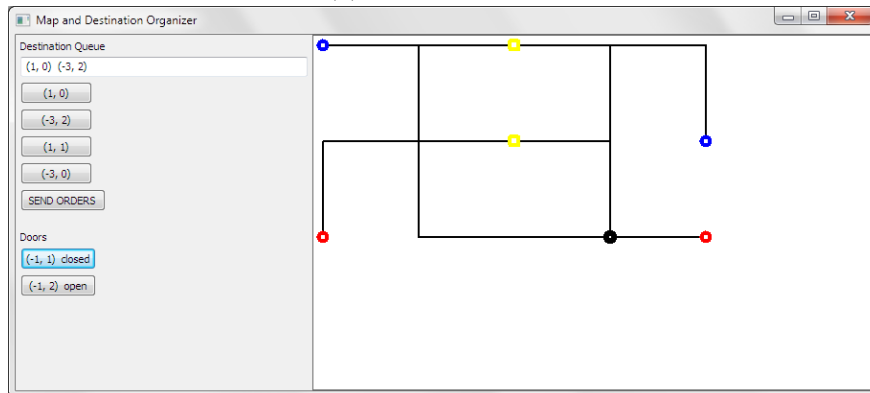 Map and Destination Organizer
Destination Queue
(1, 0) (-3, 2)
(1, 0)
(-3, 2)
(1, 1)
(-3, 0)
SEND ORDERS
Doors
(-1, 1) closed
(-1, 2) open